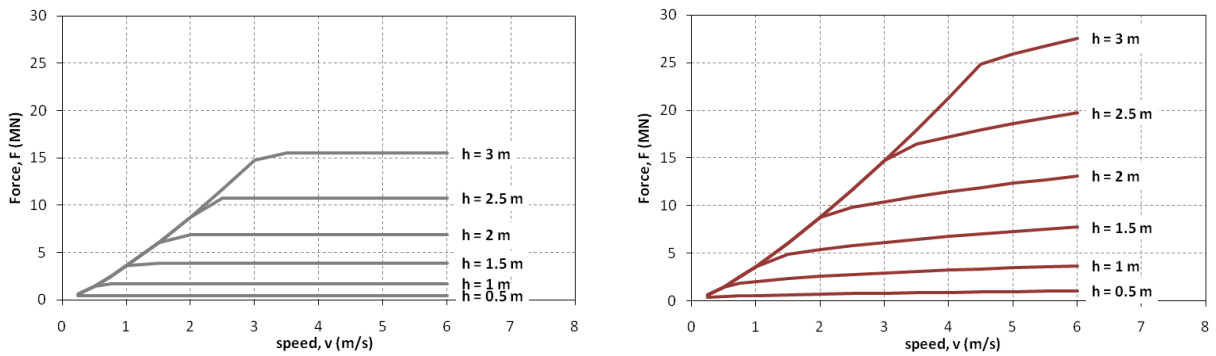 30
25
20
15
10
5
0
Force, F (MN)
h = 3 m
h = 2.5 m
h = 2 m
h = 1.5 m
h = 1 m
h = 0.5 m
0 1 2 3 4 5 6 7 8
speed, v (m/s)
30
25
20
15
10
5
0
Force, F (MN)
h = 3 m
h = 2.5 m
h = 2 m
h = 1.5 m
h = 1 m
h = 0.5 m
0 1 2 3 4 5 6 7 8
speed, v (m/s)